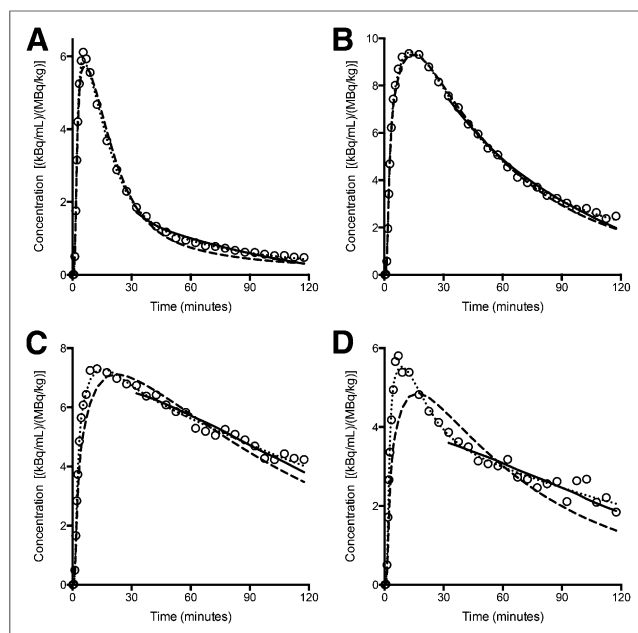 A
Concentration [(kBq/mL)/(MBq/kg)]
6
4
2
0
0 30 60 90 120
Time (minutes)
B
Concentration [(kBq/mL)/(MBq/kg)]
10
8
6
4
2
0
0 30 60 90 120
Time (minutes)
C
Concentration [(kBq/mL)/(MBq/kg)]
8
6
4
2
0
0 30 60 90 120
Time (minutes)
D
Concentration [(kBq/mL)/(MBq/kg)]
6
4
2
0
0 30 60 90 120
Time (minutes)